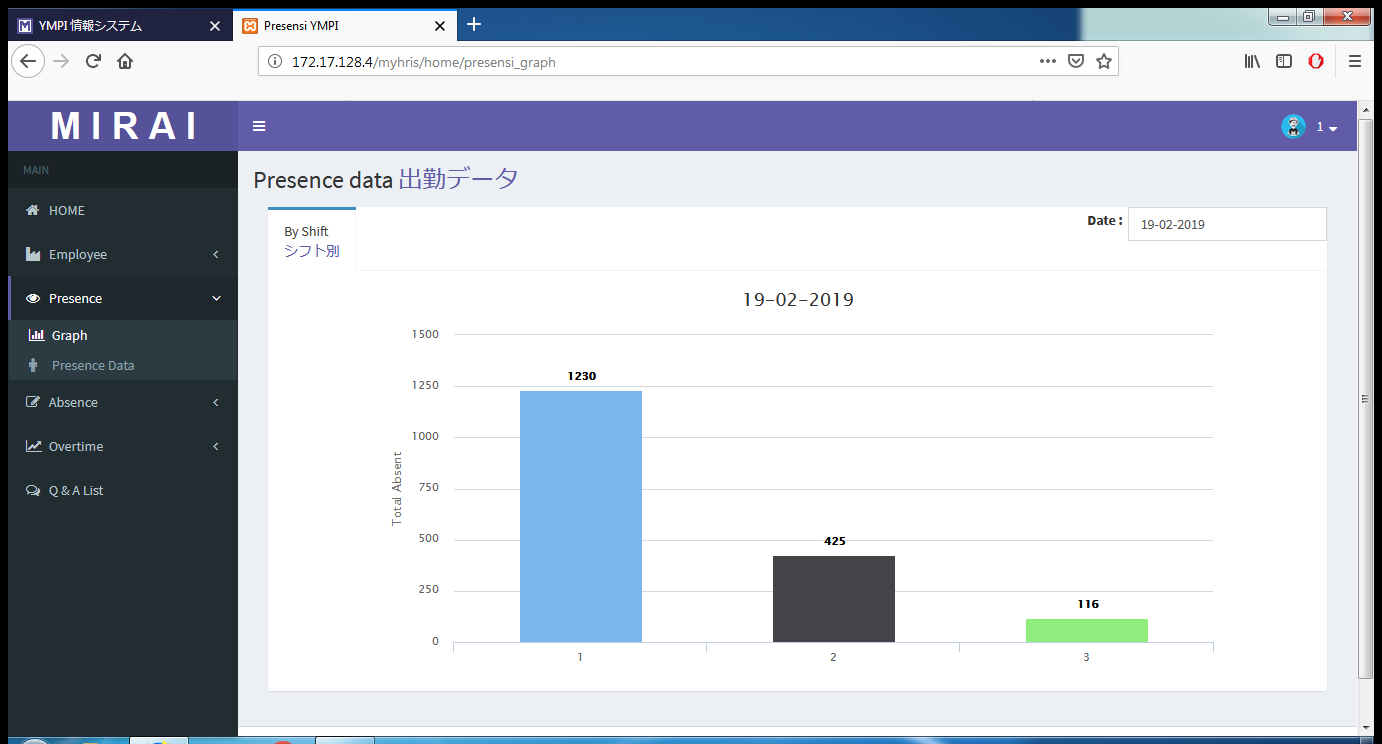 YMPI 情報システム
Presensi YMPI
172.17.128.4/myhris/home/presensi_graph
MIRAI
1
MAIN
HOME
Employee
Presence
Graph
Presence Data
Absence
Overtime
Q & A List
Presence data 出勤データ
By Shift
シフト別
Date :
19-02-2019
19-02-2019
Total Absent
1500
1250
1000
750
500
250
0
1230
425
116
1
2
3